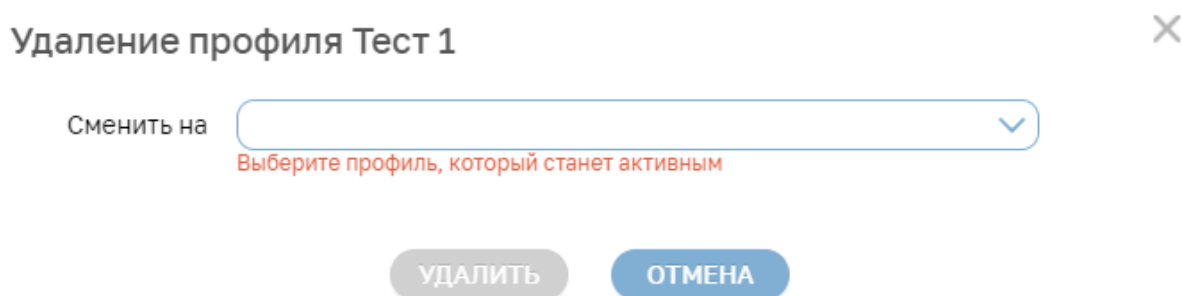 Удаление профиля Тест 1
Сменить на
Выберите профиль, который станет активным
УДАЛИТЬ ОТМЕНА